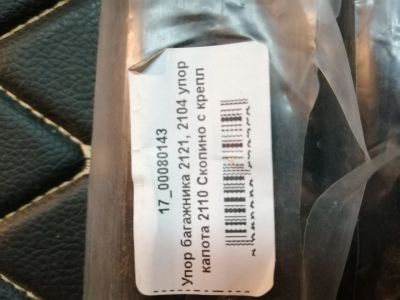 17_00080143
Упор багажника 2121, 2104 упор
капота 2110 Скопино с крепл